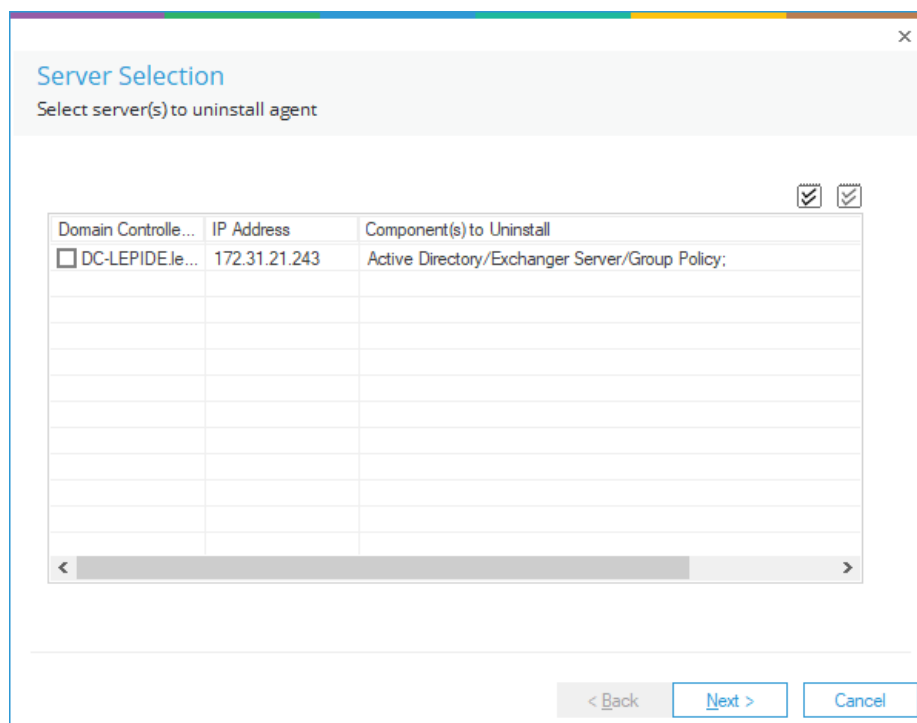 Server Selection
Select server(s) to uninstall agent
Domain Controlle... IP Address Component(s) to Uninstall
DC-LEPIDE.le... 172.31.21.243 Active Directory/Exchanger Server/Group Policy;
< Back Next > Cancel